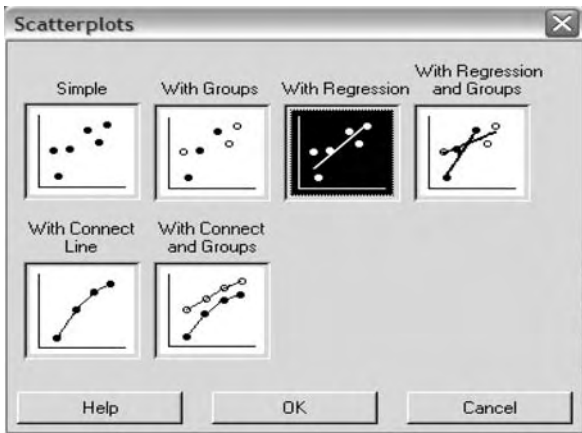 Scatterplots
Simple
With Groups
With Regression
With Regression
and Groups
With Connect
Line
With Connect
and Groups
Help
OK
Cancel